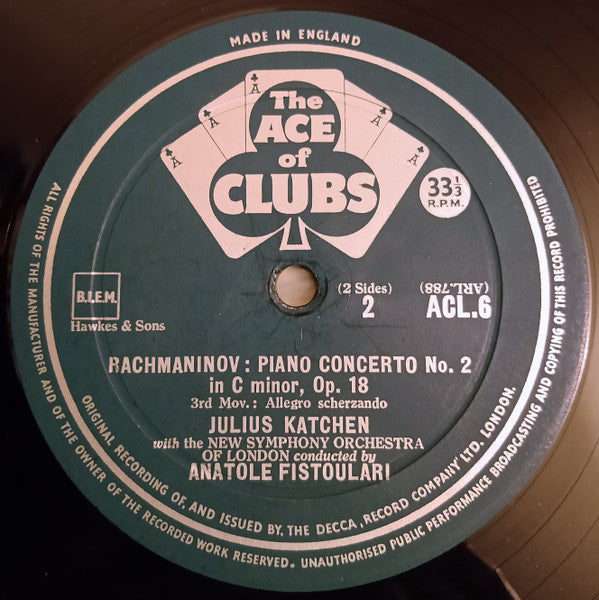 MADE IN ENGLAND
A
A
A
A
The
ACE
of
CLUBS
33 1/3
R.P.M.
B.I.E.M.
Hawkes & Sons
(2 Sides)
2
(ARL.788)
ACL.6
RACHMANINOV : PIANO CONCERTO No. 2
in C minor, Op. 18
3rd Mov.: Allegro scherzando
JULIUS KATCHEN
with the NEW SYMPHONY ORCHESTRA
OF LONDON conducted by
ANATOLE FISTOULARI
ORIGINAL RECORDING OF, AND ISSUED BY, THE DECCA RECORD COMPANY LTD. LONDON.
ALL RIGHTS OF THE MANUFACTURER AND OF THE OWNER OF THE RECORDED WORK RESERVED. UNAUTHORISED PUBLIC PERFORMANCE BROADCASTING AND COPYING OF THIS RECORD PROHIBITED